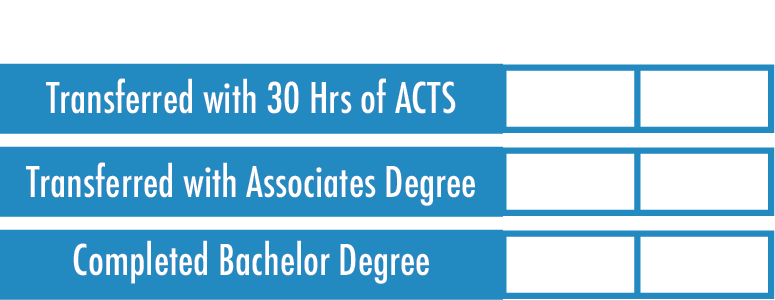 Transferred with 30 Hrs of ACTS
Transferred with Associates Degree
Completed Bachelor Degree